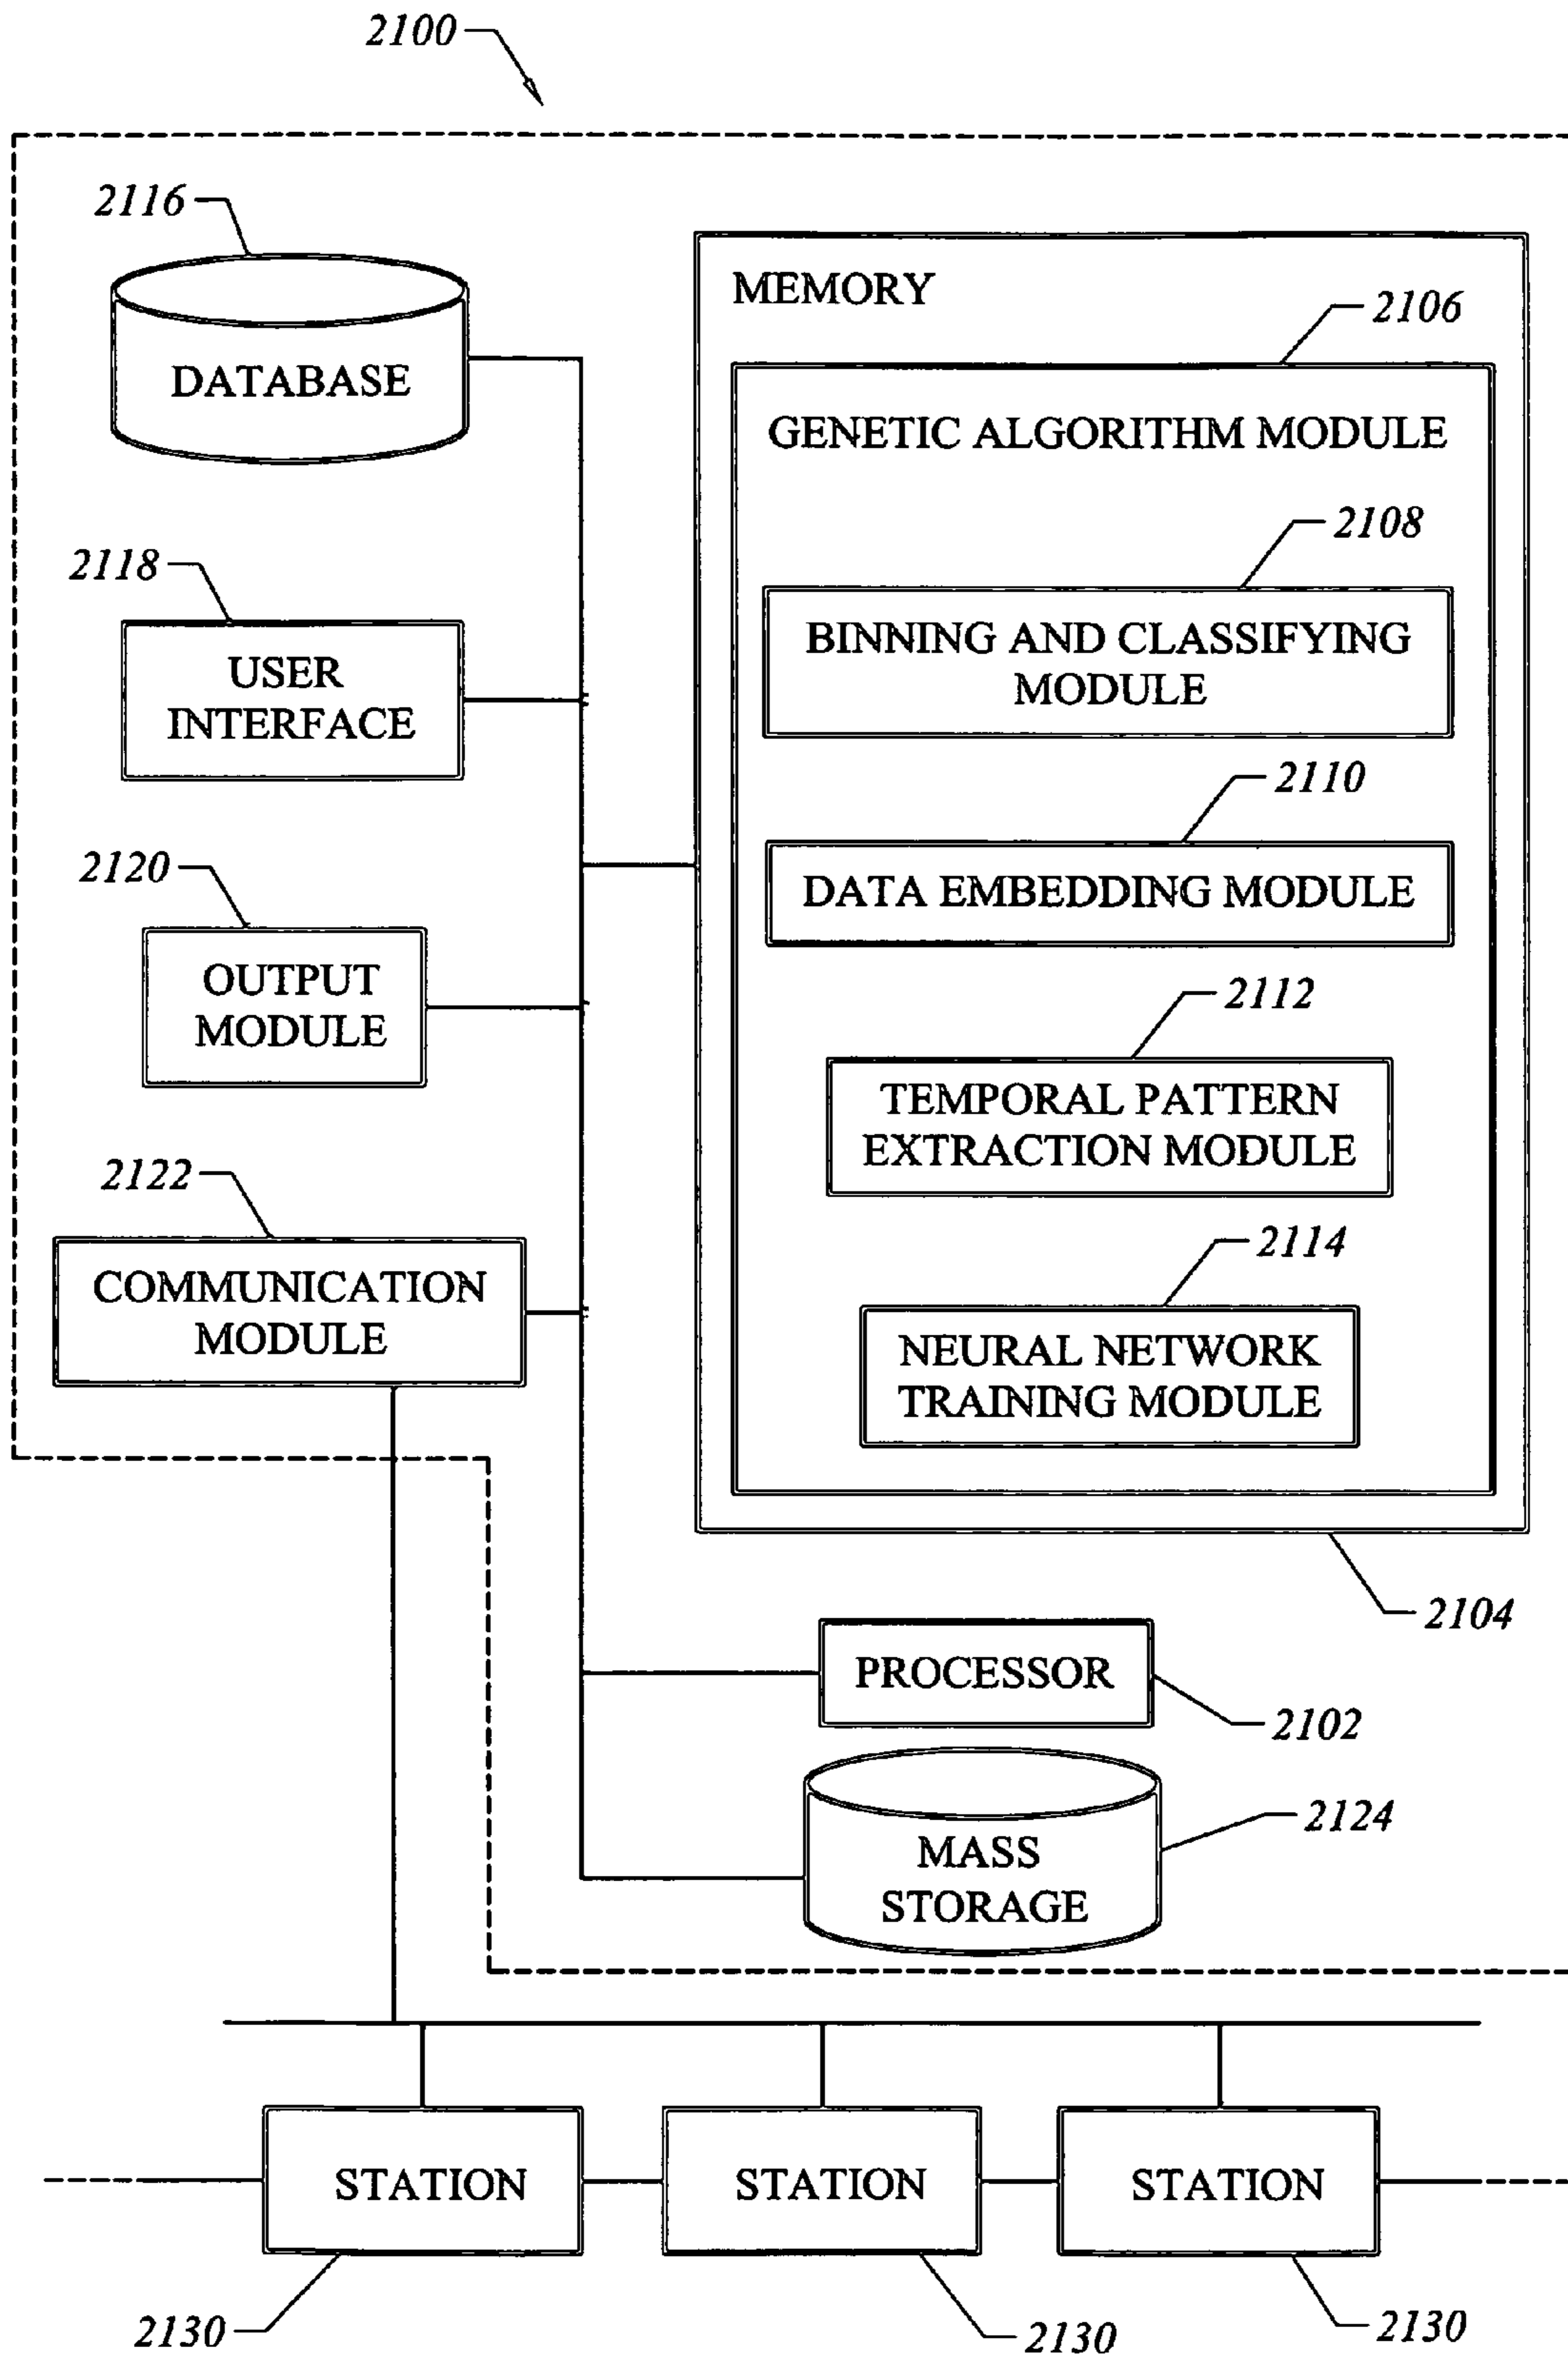 2100
2116
DATABASE
MEMORY
2106
GENETIC ALGORITHM MODULE
2108
BINNING AND CLASSIFYING
MODULE
2118
USER
INTERFACE
2110
DATA EMBEDDING MODULE
2120
OUTPUT
MODULE
2112
TEMPORAL PATTERN
EXTRACTION MODULE
2122
COMMUNICATION
MODULE
2114
NEURAL NETWORK
TRAINING MODULE
2104
PROCESSOR
2102
MASS
STORAGE
2124
STATION
STATION
STATION
2130
2130
2130